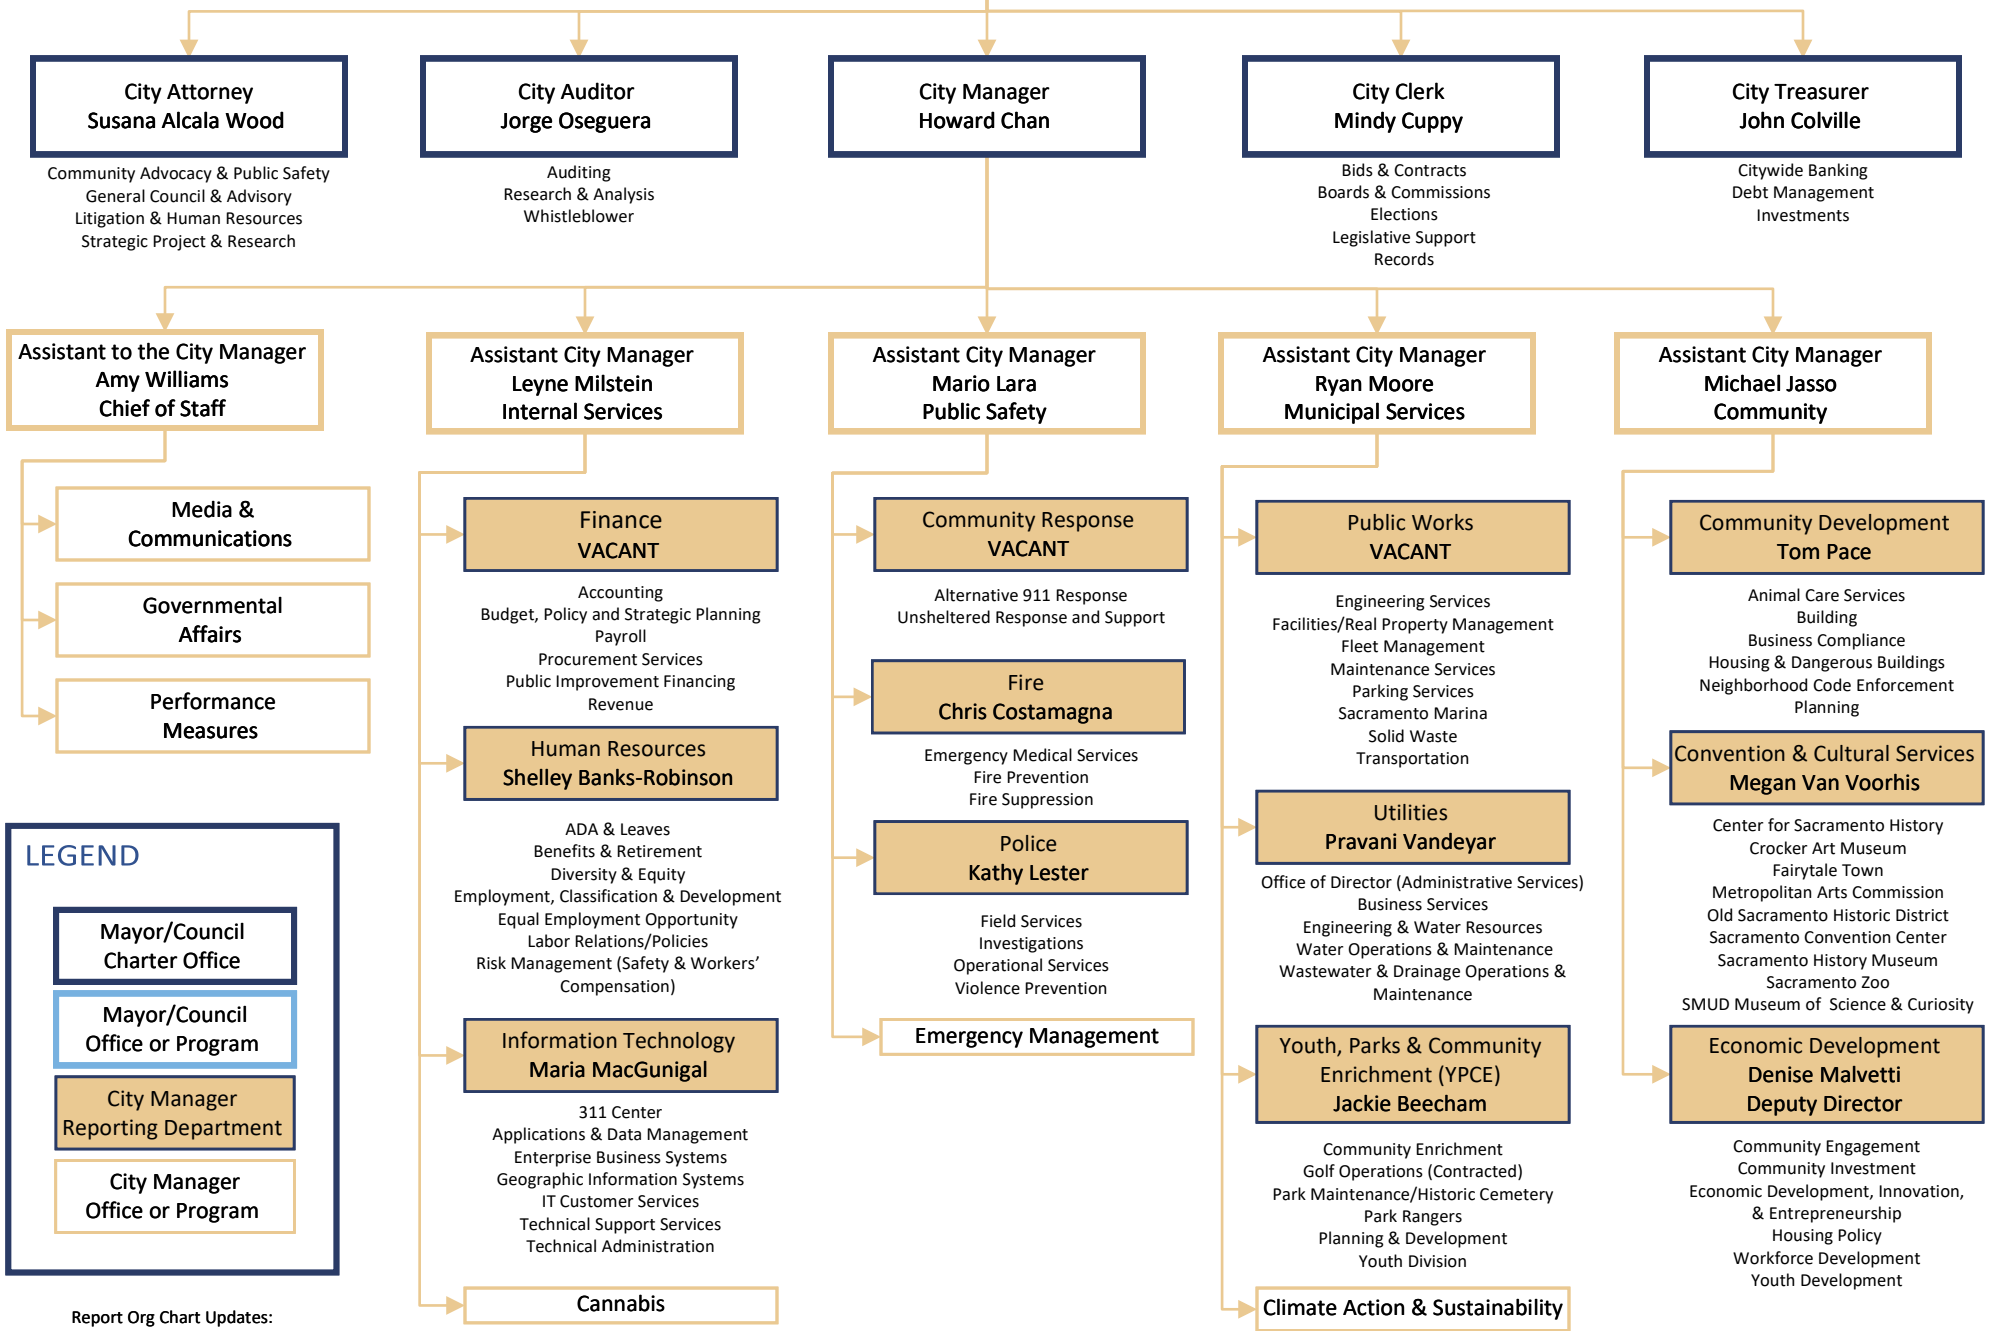 City Attorney
Susana Alcala Wood
Community Advocacy & Public Safety
General Council & Advisory
Litigation & Human Resources
Strategic Project & Research
City Auditor
Jorge Oseguera
Auditing
Research & Analysis
Whistleblower
City Manager
Howard Chan
City Clerk
Mindy Cuppy
Bids & Contracts
Boards & Commissions
Elections
Legislative Support
Records
City Treasurer
John Colville
Citywide Banking
Debt Management
Investments
Assistant to the City Manager
Amy Williams
Chief of Staff
Media &
Communications
Governmental
Affairs
Performance
Measures
Assistant City Manager
Leyne Milstein
Internal Services
Finance
VACANT
Accounting
Budget, Policy and Strategic Planning
Payroll
Procurement Services
Public Improvement Financing
Revenue
Human Resources
Shelley Banks-Robinson
ADA & Leaves
Benefits & Retirement
Diversity & Equity
Employment, Classification & Development
Equal Employment Opportunity
Labor Relations/Policies
Risk Management (Safety & Workers’
Compensation)
Information Technology
Maria MacGunigal
311 Center
Applications & Data Management
Enterprise Business Systems
Geographic Information Systems
IT Customer Services
Technical Support Services
Technical Administration
Cannabis
Assistant City Manager
Mario Lara
Public Safety
Community Response
VACANT
Alternative 911 Response
Unsheltered Response and Support
Fire
Chris Costamagna
Emergency Medical Services
Fire Prevention
Fire Suppression
Police
Kathy Lester
Field Services
Investigations
Operational Services
Violence Prevention
Emergency Management
Assistant City Manager
Ryan Moore
Municipal Services
Public Works
VACANT
Engineering Services
Facilities/Real Property Management
Fleet Management
Maintenance Services
Parking Services
Sacramento Marina
Solid Waste
Transportation
Utilities
Pravani Vandeyar
Office of Director (Administrative Services)
Business Services
Engineering & Water Resources
Water Operations & Maintenance
Wastewater & Drainage Operations &
Maintenance
Youth, Parks & Community
Enrichment (YPCE)
Jackie Beecham
Community Enrichment
Golf Operations (Contracted)
Park Maintenance/Historic Cemetery
Park Rangers
Planning & Development
Youth Division
Climate Action & Sustainability
Assistant City Manager
Michael Jasso
Community
Community Development
Tom Pace
Animal Care Services
Building
Business Compliance
Housing & Dangerous Buildings
Neighborhood Code Enforcement
Planning
Convention & Cultural Services
Megan Van Voorhis
Center for Sacramento History
Crocker Art Museum
Fairytale Town
Metropolitan Arts Commission
Old Sacramento Historic District
Sacramento Convention Center
Sacramento History Museum
Sacramento Zoo
SMUD Museum of Science & Curiosity
Economic Development
Denise Malvetti
Deputy Director
Community Engagement
Community Investment
Economic Development, Innovation,
& Entrepreneurship
Housing Policy
Workforce Development
Youth Development
LEGEND
Mayor/Council
Charter Office
Mayor/Council
Office or Program
City Manager
Reporting Department
City Manager
Office or Program
Report Org Chart Updates: